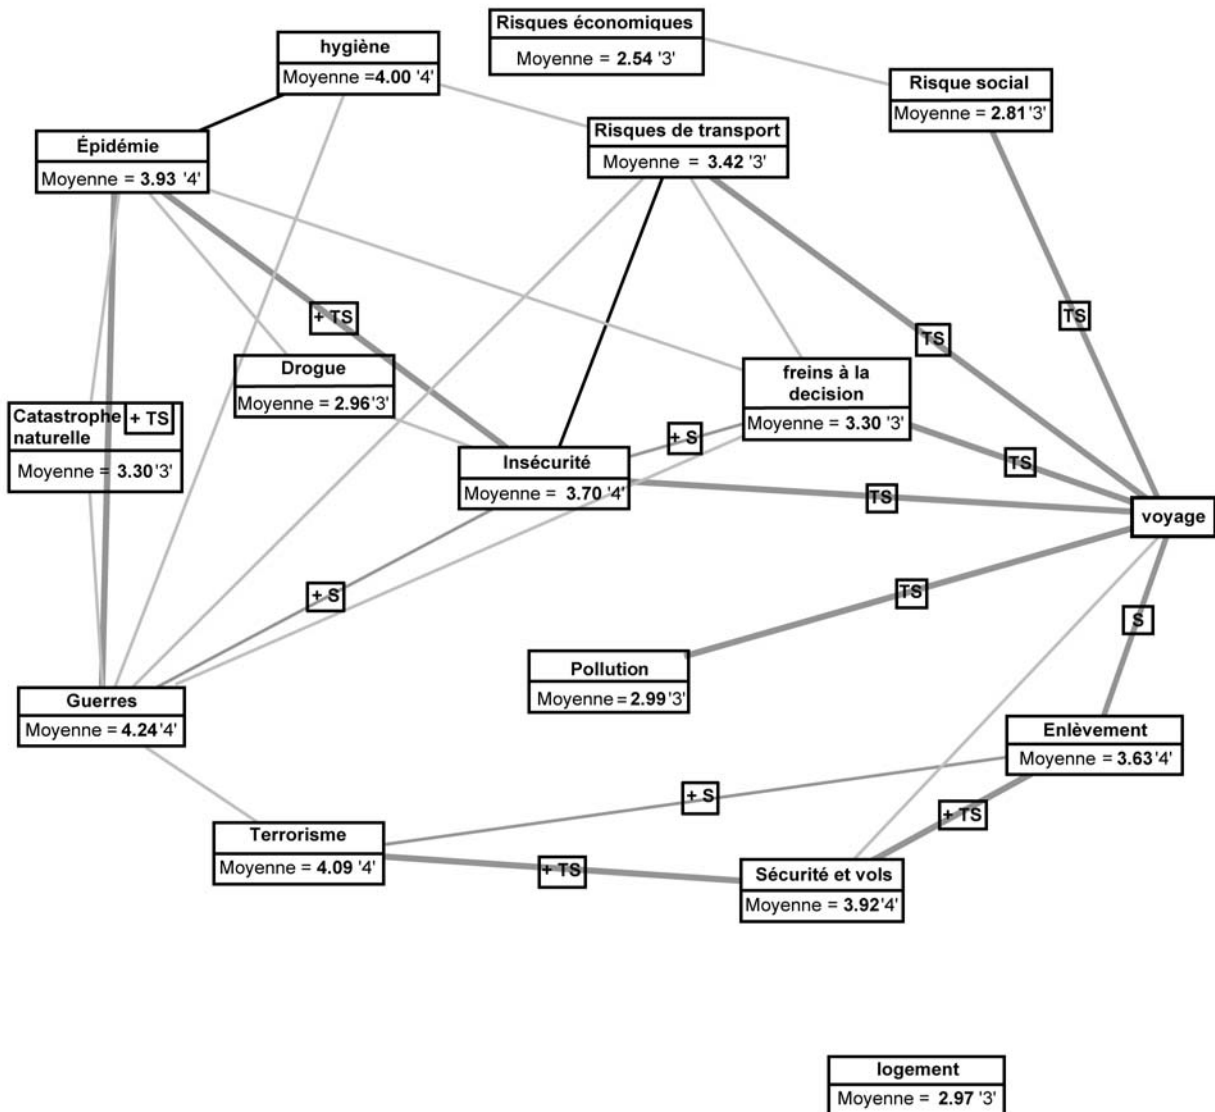 Risques économiques
Moyenne = 2.54 '3'
hygiène
Moyenne =4.00 '4'
Risque social
Moyenne = 2.81 '3'
Risques de transport
Moyenne = 3.42 '3'
Épidémie
Moyenne = 3.93 '4'
+ TS
TS
TS
Drogue
Moyenne = 2.96 '3'
freins à la
decision
Moyenne = 3.30 '3'
Catastrophe
naturelle
+ TS
Moyenne = 3.30 '3'
+ S
Insécurité
Moyenne = 3.70 '4'
TS
TS
voyage
+ S
TS
S
Pollution
Moyenne = 2.99 '3'
Guerres
Moyenne = 4.24 '4'
Enlèvement
Moyenne = 3.63 '4'
+ S
+ TS
Terrorisme
Moyenne = 4.09 '4'
+ TS
Sécurité et vols
Moyenne = 3.92 '4'
logement
Moyenne = 2.97 '3'